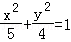 x²/5 + y²/4 = 1